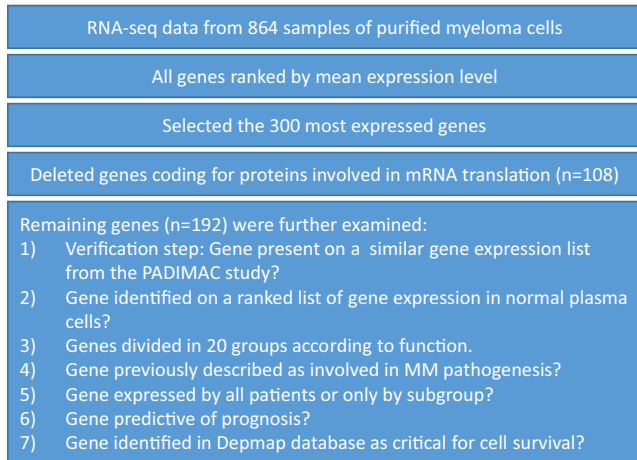 RNA-seq data from 864 samples of purified myeloma cells
All genes ranked by mean expression level
Selected the 300 most expressed genes
Deleted genes coding for proteins involved in mRNA translation (n=108)
Remaining genes (n=192) were further examined:
1) Verification step: Gene present on a similar gene expression list
from the PADIMAC study?
2) Gene identified on a ranked list of gene expression in normal plasma
cells?
3) Genes divided in 20 groups according to function.
4) Gene previously described as involved in MM pathogenesis?
5) Gene expressed by all patients or only by subgroup?
6) Gene predictive of prognosis?
7) Gene identified in Depmap database as critical for cell survival?